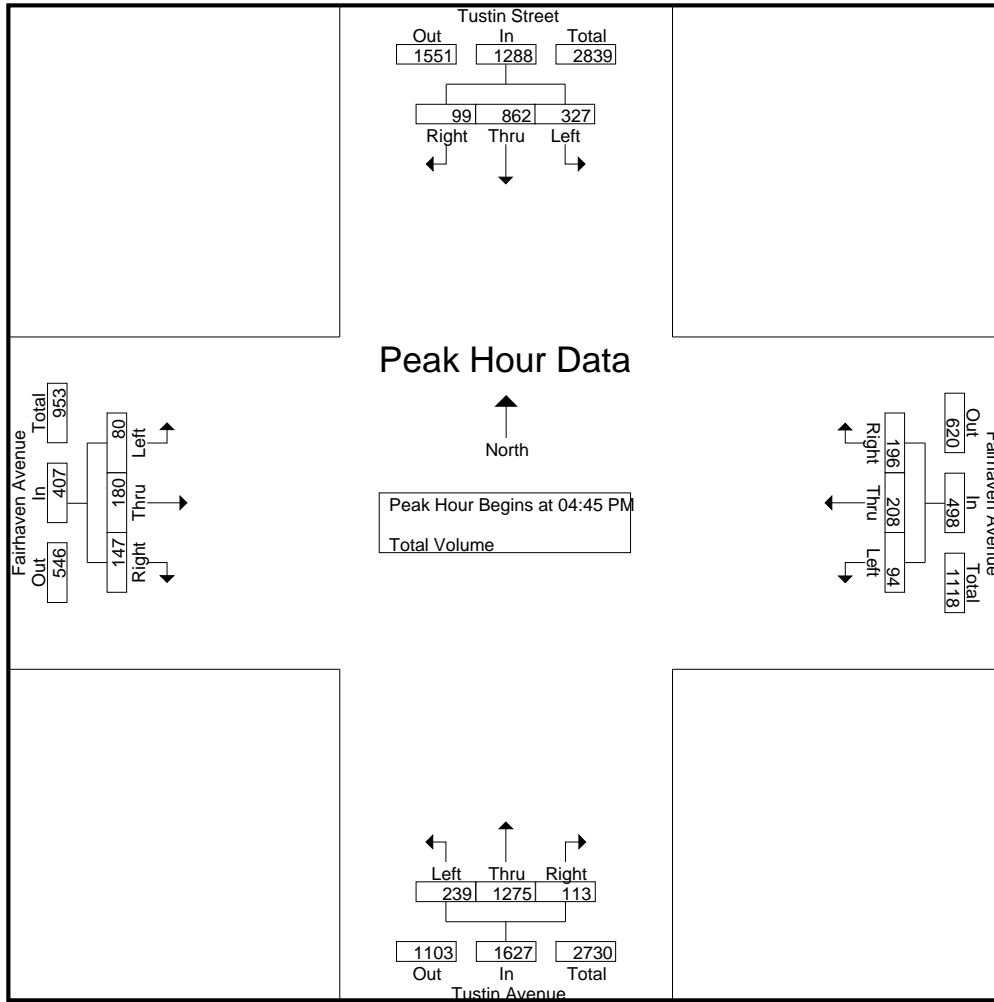 Tustin Street
Out In Total
1551 1288 2839
99 862 327
Right Thru Left
Peak Hour Data
North
Peak Hour Begins at 04:45 PM
Total Volume
Fairhaven Avenue
Out In Total
546 407 953
Left Thru Right
80 180 147
Fairhaven Avenue
Out In Total
620 498 1118
Right Thru Left
196 208 94
Left Thru Right
239 1275 113
1103 1627 2730
Out In Total
Tustin Avenue